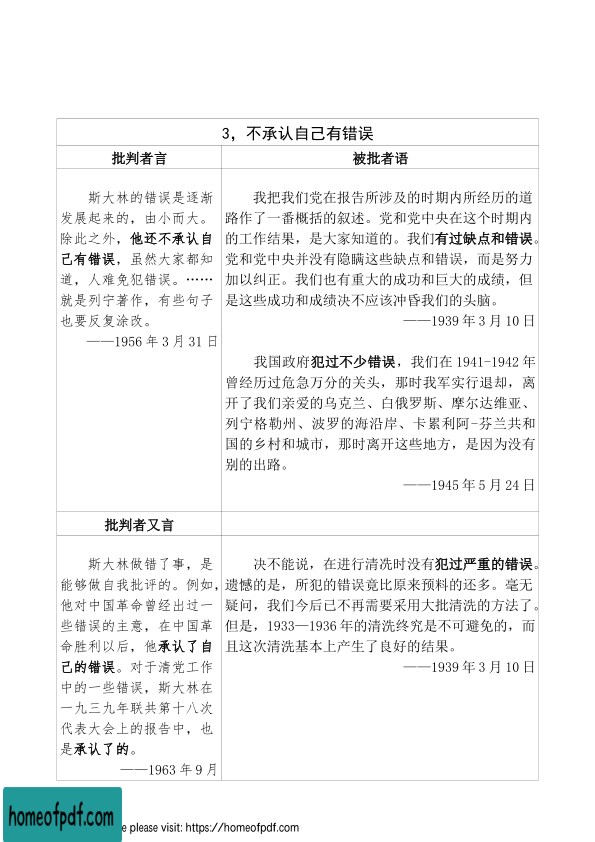 3，不承认自己有错误
批判者言
被批者语
斯大林的错误是逐渐
发展起来的，由小而大。
除此之外，他还不承认自
己有错误，虽然大家都知
道，人难免犯错误。……
就是列宁著作，有些句子
也要反复涂改。
——1956 年 3 月 31 日
我把我们党在报告所涉及的时期内所经历的道
路作了一番概括的叙述。党和党中央在这个时期内
的工作结果，是大家知道的。我们有过缺点和错误。
党和党中央并没有隐瞒这些缺点和错误，而是努力
加以纠正。我们也有重大的成功和巨大的成绩，但
是这些成功和成绩决不应该冲昏我们的头脑。
——1939 年 3 月 10 日
我国政府犯过不少错误，我们在 1941-1942 年
曾经历过危急万分的关头，那时我军实行退却，离
开了我们亲爱的乌克兰、白俄罗斯、摩尔达维亚、
列宁格勒州、波罗的海沿岸、卡累利阿-芬兰共和
国的乡村和城市，那时离开这些地方，是因为没有
别的出路。
——1945 年 5 月 24 日
批判者又言
斯大林做错了事，是
能够做自我批评的。例如，
他对中国革命曾经出过一
些错误的主意，在中国革
命胜利以后，他承认了自
己的错误。对于清党工作
中的一些错误，斯大林在
一九三九年联共第十八次
代表大会上的报告中，也
是承认了的。
——1963 年 9 月
决不能说，在进行清洗时没有犯过严重的错误。
遗憾的是，所犯的错误竟比原来预料的还多。毫无
疑问，我们今后已不再需要采用大批清洗的方法了。
但是，1933—1936 年的清洗终究是不可避免的，而
且这次清洗基本上产生了良好的结果。
——1939 年 3 月 10 日
homeofpdf.com
e please visit: https://homeofpdf.com